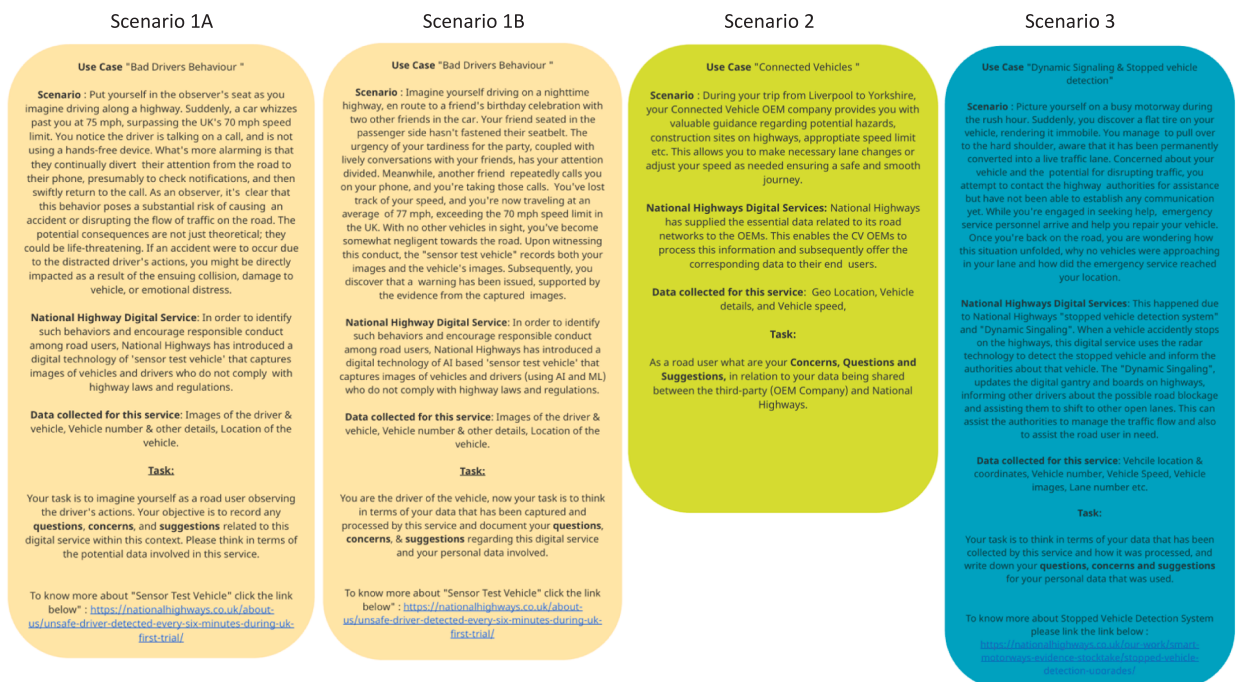 Scenario 1A
Use Case "Bad Drivers Behaviour "
Scenario : Put yourself in the observer's seat as you
imagine driving along a highway. Suddenly, a car whizzes
past you at 75 mph, surpassing the UK's 70 mph speed
limit. You notice the driver is talking on a call, and is not
using a hands-free device. What's more alarming is that
they continually divert their attention from the road to
their phone, presumably to check notifications, and then
swiftly return to the call. As an observer, it's clear that
this behavior poses a substantial risk of causing an
accident or disrupting the flow of traffic on the road. The
potential consequences are not just theoretical; they
could be life-threatening. If an accident were to occur due
to the distracted driver's actions, you might be directly
impacted as a result of the ensuing collision, damage to
vehicle, or emotional distress.
National Highway Digital Service: In order to identify
such behaviors and encourage responsible conduct
among road users, National Highways has introduced a
digital technology of 'sensor test vehicle' that captures
images of vehicles and drivers who do not comply with
highway laws and regulations.
Data collected for this service: Images of the driver &
vehicle, Vehicle number & other details, Location of the
vehicle.
Task:
Your task is to imagine yourself as a road user observing
the driver's actions. Your objective is to record any
questions, concerns, and suggestions related to this
digital service within this context. Please think in terms of
the potential data involved in this service.
To know more about "Sensor Test Vehicle" click the link
below" : https://nationalhighways.co.uk/about-
us/unsafe-driver-detected-every-six-minutes-during-uk-
first-trial/
Scenario 1B
Use Case "Bad Drivers Behaviour "
Scenario : Imagine yourself driving on a nighttime
highway, en route to a friend's birthday celebration with
two other friends in the car. Your friend seated in the
passenger side hasn't fastened their seatbelt. The
urgency of your tardiness for the party, coupled with
lively conversations with your friends, has your attention
divided. Meanwhile, another friend repeatedly calls you
on your phone, and you're taking those calls. You've lost
track of your speed, and you're now traveling at an
average of 77 mph, exceeding the 70 mph speed limit in
the UK. With no other vehicles in sight, you've become
somewhat negligent towards the road. Upon witnessing
this conduct, the "sensor test vehicle" records both your
images and the vehicle's images. Subsequently, you
discover that a warning has been issued, supported by
the evidence from the captured images.
National Highway Digital Service: In order to identify
such behaviors and encourage responsible conduct
among road users, National Highways has introduced a
digital technology of AI based 'sensor test vehicle' that
captures images of vehicles and drivers (using AI and ML)
who do not comply with highway laws and regulations.
Data collected for this service: Images of the driver &
vehicle, Vehicle number & other details, Location of the
vehicle.
Task:
You are the driver of the vehicle, now your task is to think
in terms of your data that has been captured and
processed by this service and document your questions,
concerns, & suggestions regarding this digital service
and your personal data involved.
To know more about "Sensor Test Vehicle" click the link
below" : https://nationalhighways.co.uk/about-
us/unsafe-driver-detected-every-six-minutes-during-uk-
first-trial/
Scenario 2
Use Case "Connected Vehicles "
Scenario : During your trip from Liverpool to Yorkshire,
your Connected Vehicle OEM company provides you with
valuable guidance regarding potential hazards,
construction sites on highways, approptiate speed limit
etc. This allows you to make necessary lane changes or
adjust your speed as needed ensuring a safe and smooth
journey.
National Highways Digital Services: National Highways
has supplied the essential data related to its road
networks to the OEMs. This enables the CV OEMs to
process this information and subsequently offer the
corresponding data to their end users.
Data collected for this service: Geo Location, Vehicle
details, and Vehicle speed,
Task:
As a road user what are your Concerns, Questions and
Suggestions, in relation to your data being shared
between the third-party (OEM Company) and National
Highways.
Scenario 3
Use Case "Dynamic Signaling & Stopped vehicle
detection"
Scenario : Picture yourself on a busy motorway during
the rush hour. Suddenly, you discover a flat tire on your
vehicle, rendering it immobile. You manage to pull over
to the hard shoulder, aware that it has been permanently
converted into a live traffic lane. Concerned about your
vehicle and the potential for disrupting traffic, you
attempt to contact the highway authorities for assistance
but have not been able to establish any communication
yet. While you're engaged in seeking help, emergency
service personnel arrive and help you repair your vehicle.
Once you're back on the road, you are wondering how
this situation unfolded, why no vehicles were approaching
in your lane and how did the emergency service reached
your location.
National Highways Digital Services: This happened due
to National Highways "stopped vehicle detection system"
and "Dynamic Singaling". When a vehicle accidently stops
on the highways, this digital service uses the radar
technology to detect the stopped vehicle and inform the
authorities about that vehicle. The "Dynamic Singaling",
updates the digital gantry and boards on highways,
informing other drivers about the possible road blockage
and assisting them to shift to other open lanes. This can
assist the authorities to manage the traffic flow and also
to assist the road user in need.
Data collected for this service: Vehcile location &
coordinates, Vehicle number, Vehicle Speed, Vehicle
images, Lane number etc.
Task:
Your task is to think in terms of your data that has been
collected by this service and how it was processed, and
write down your questions, concerns and suggestions
for your personal data that was used.
To know more about Stopped Vehicle Detection System
please link the link below :
https://nationalhighways.co.uk/our-work/smart-
motorways-evidence-stocktake/stopped-vehicle-
detection-upgrades/